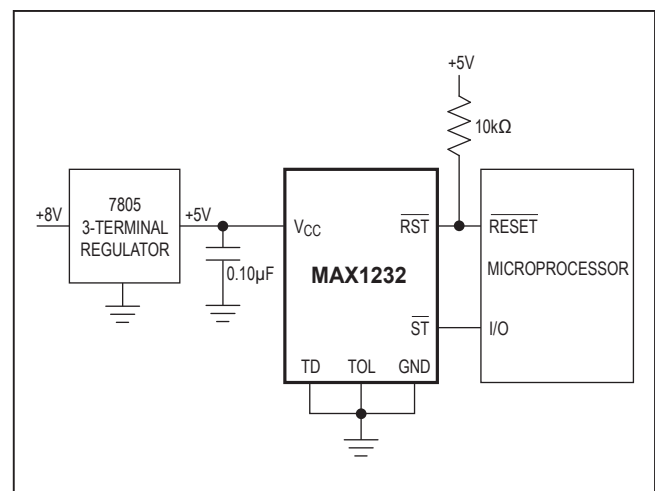 +5V
10kΩ
7805
3-TERMINAL
REGULATOR
+8V
+5V
0.10µF
VCC
MAX1232
RST
ST
TD TOL GND
RESET
MICROPROCESSOR
I/O